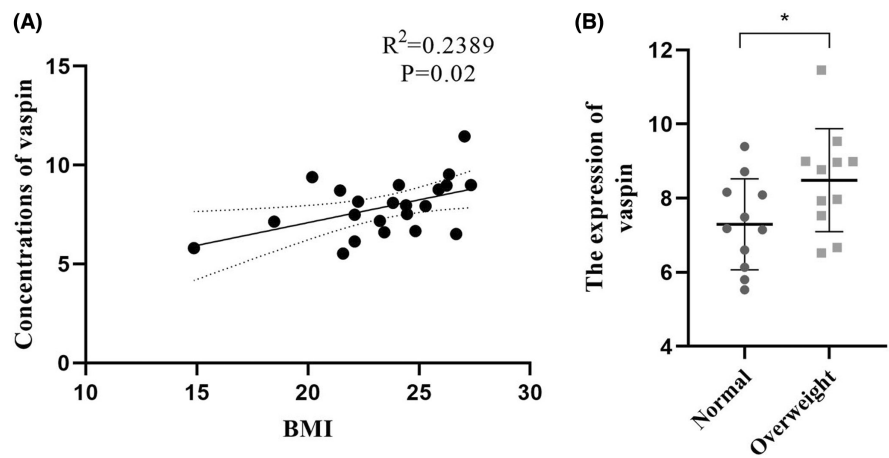 (A)
R²=0.2389
P=0.02
Concentrations of vaspin
15
10
5
0
10 15 20 25 30
BMI
(B)
*
The expression of
vaspin
12
10
8
6
4
Normal
Overweight